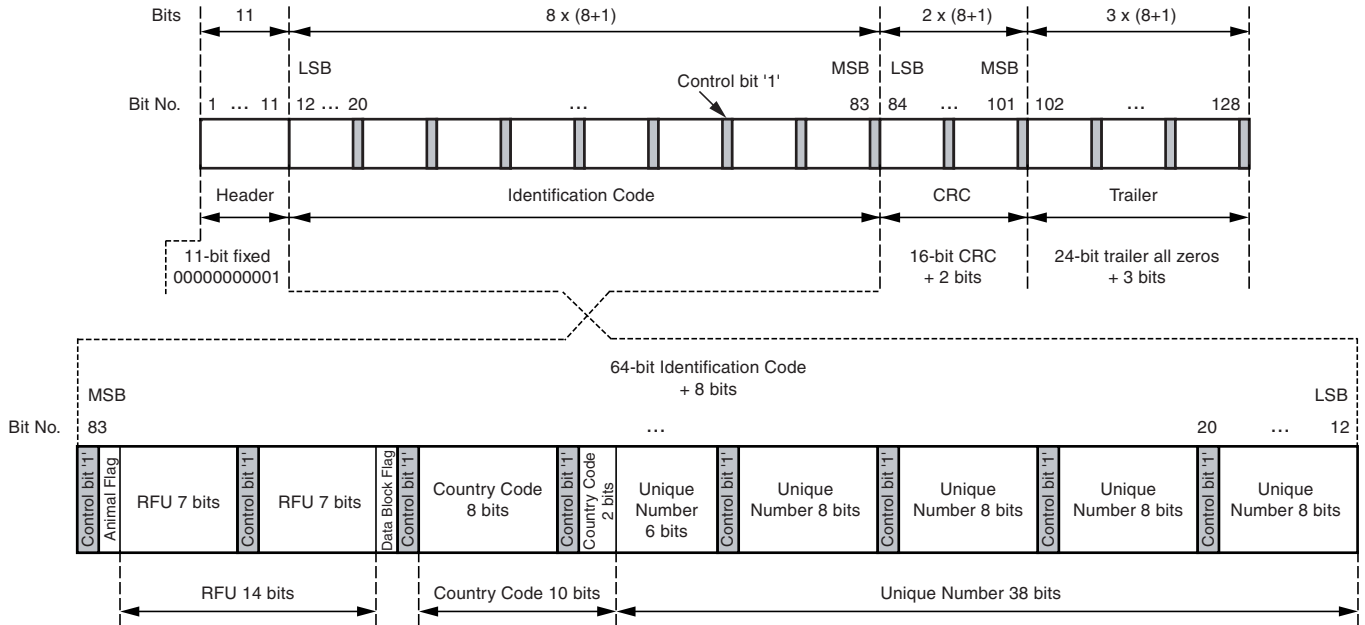 Bits 11 8 x (8+1) 2 x (8+1) 3 x (8+1)
LSB MSB LSB MSB
Control bit '1'
Bit No. 1 ... 11 12 ... 20 ... 83 84 ... 101 102 ... 128
Header Identification Code CRC Trailer
11-bit fixed
00000000001
16-bit CRC
+ 2 bits
24-bit trailer all zeros
+ 3 bits
64-bit Identification Code
+ 8 bits
MSB LSB
Bit No. 83 ... 20 ... 12
Control bit '1'
Animal Flag
RFU 7 bits
Control bit '1'
RFU 7 bits
Data Block Flag
Control bit '1'
Country Code
8 bits
Control bit '1'
Country Code
2 bits
Unique
Number
6 bits
Control bit '1'
Unique
Number 8 bits
Control bit '1'
Unique
Number 8 bits
Control bit '1'
Unique
Number 8 bits
Control bit '1'
Unique
Number 8 bits
RFU 14 bits Country Code 10 bits Unique Number 38 bits